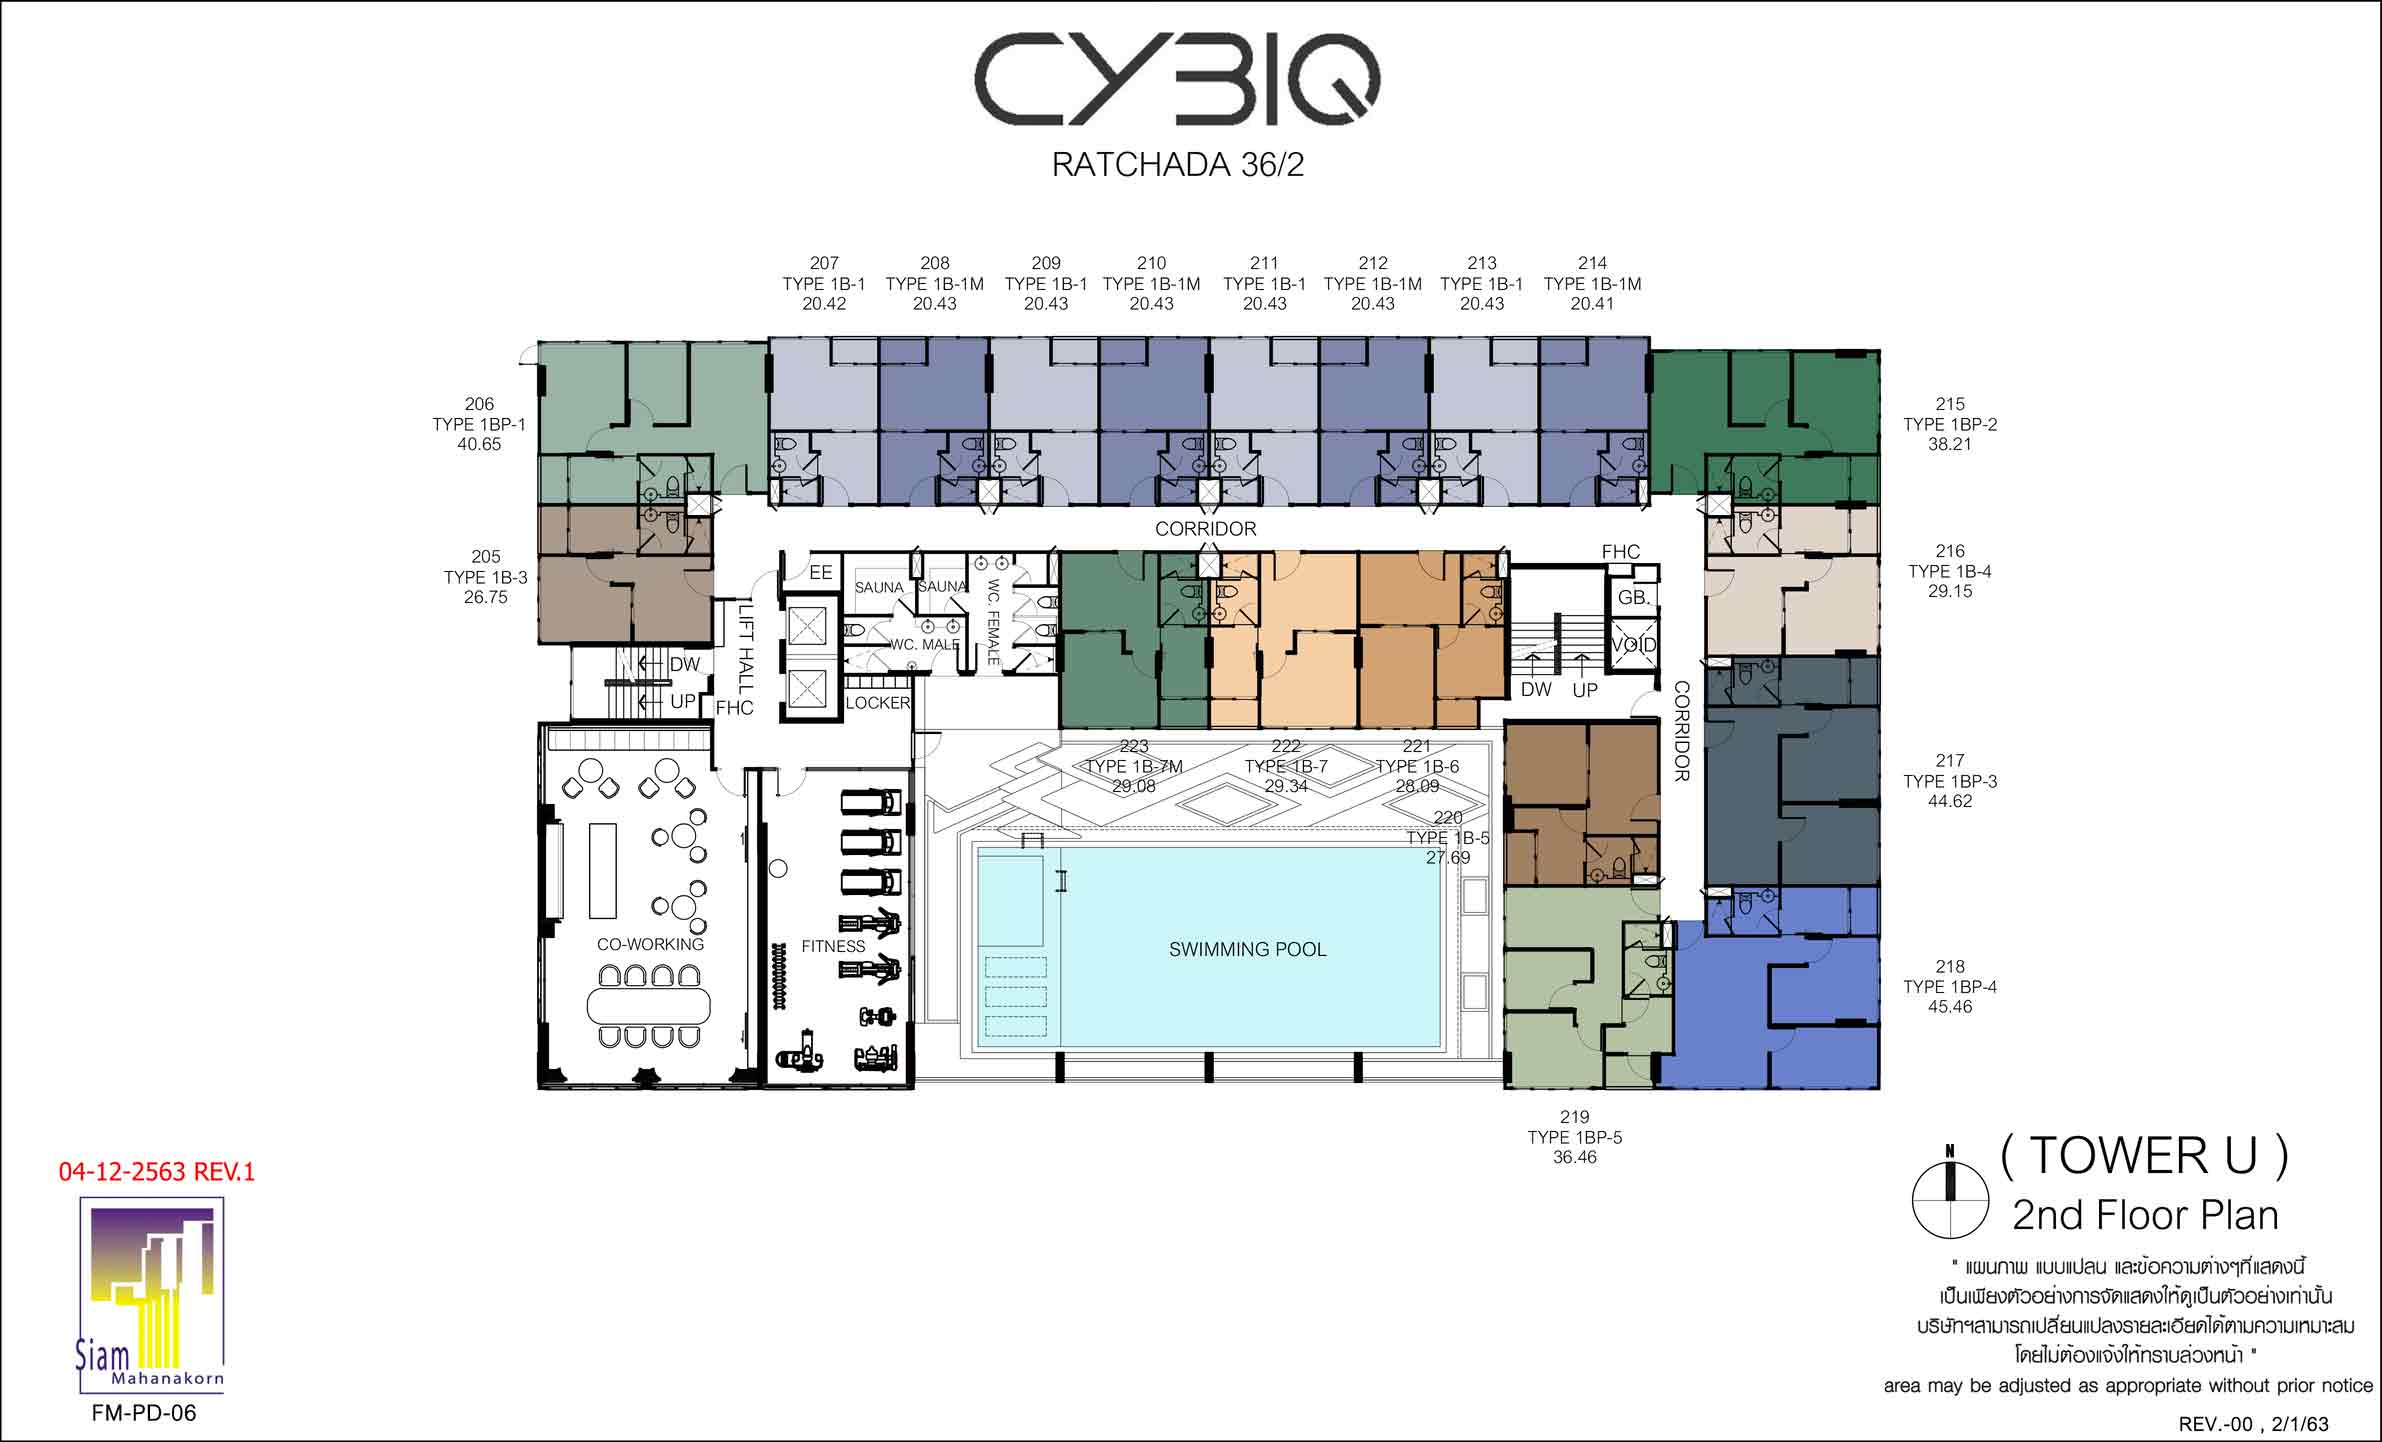 CYBIQ
RATCHADA 36/2
207
TYPE 1B-1
20.42
208
TYPE 1B-1M
20.43
209
TYPE 1B-1
20.43
210
TYPE 1B-1M
20.43
211
TYPE 1B-1
20.43
212
TYPE 1B-1M
20.43
213
TYPE 1B-1
20.43
214
TYPE 1B-1M
20.41
206
TYPE 1BP-1
40.65
215
TYPE 1BP-2
38.21
CORRIDOR
205
TYPE 1B-3
26.75
EE
SAUNA
SAUNA
WC. FEMALE
WC. MALE
LIFT HALL
DW
UP
FHC
LOCKER
FHC
GB.
VOID
DW
UP
CORRIDOR
216
TYPE 1B-4
29.15
223
TYPE 1B-7M
29.08
222
TYPE 1B-7
29.34
221
TYPE 1B-6
28.09
220
TYPE 1B-5
27.69
217
TYPE 1BP-3
44.62
CO-WORKING
FITNESS
SWIMMING POOL
218
TYPE 1BP-4
45.46
219
TYPE 1BP-5
36.46
04-12-2563 REV.1
Siam
Mahanakorn
FM-PD-06
N
( TOWER U )
2nd Floor Plan
" แผนภาพ แบบแปลน และข้อความต่างๆที่แสดงนี้
เป็นเพียงตัวอย่างการจัดแสดงให้ดูเป็นตัวอย่างเท่านั้น
บริษัทฯสามารถเปลี่ยนแปลงรายละเอียดได้ตามความเหมาะสม
โดยไม่ต้องแจ้งให้ทราบล่วงหน้า "
area may be adjusted as appropriate without prior notice
REV.-00 , 2/1/63